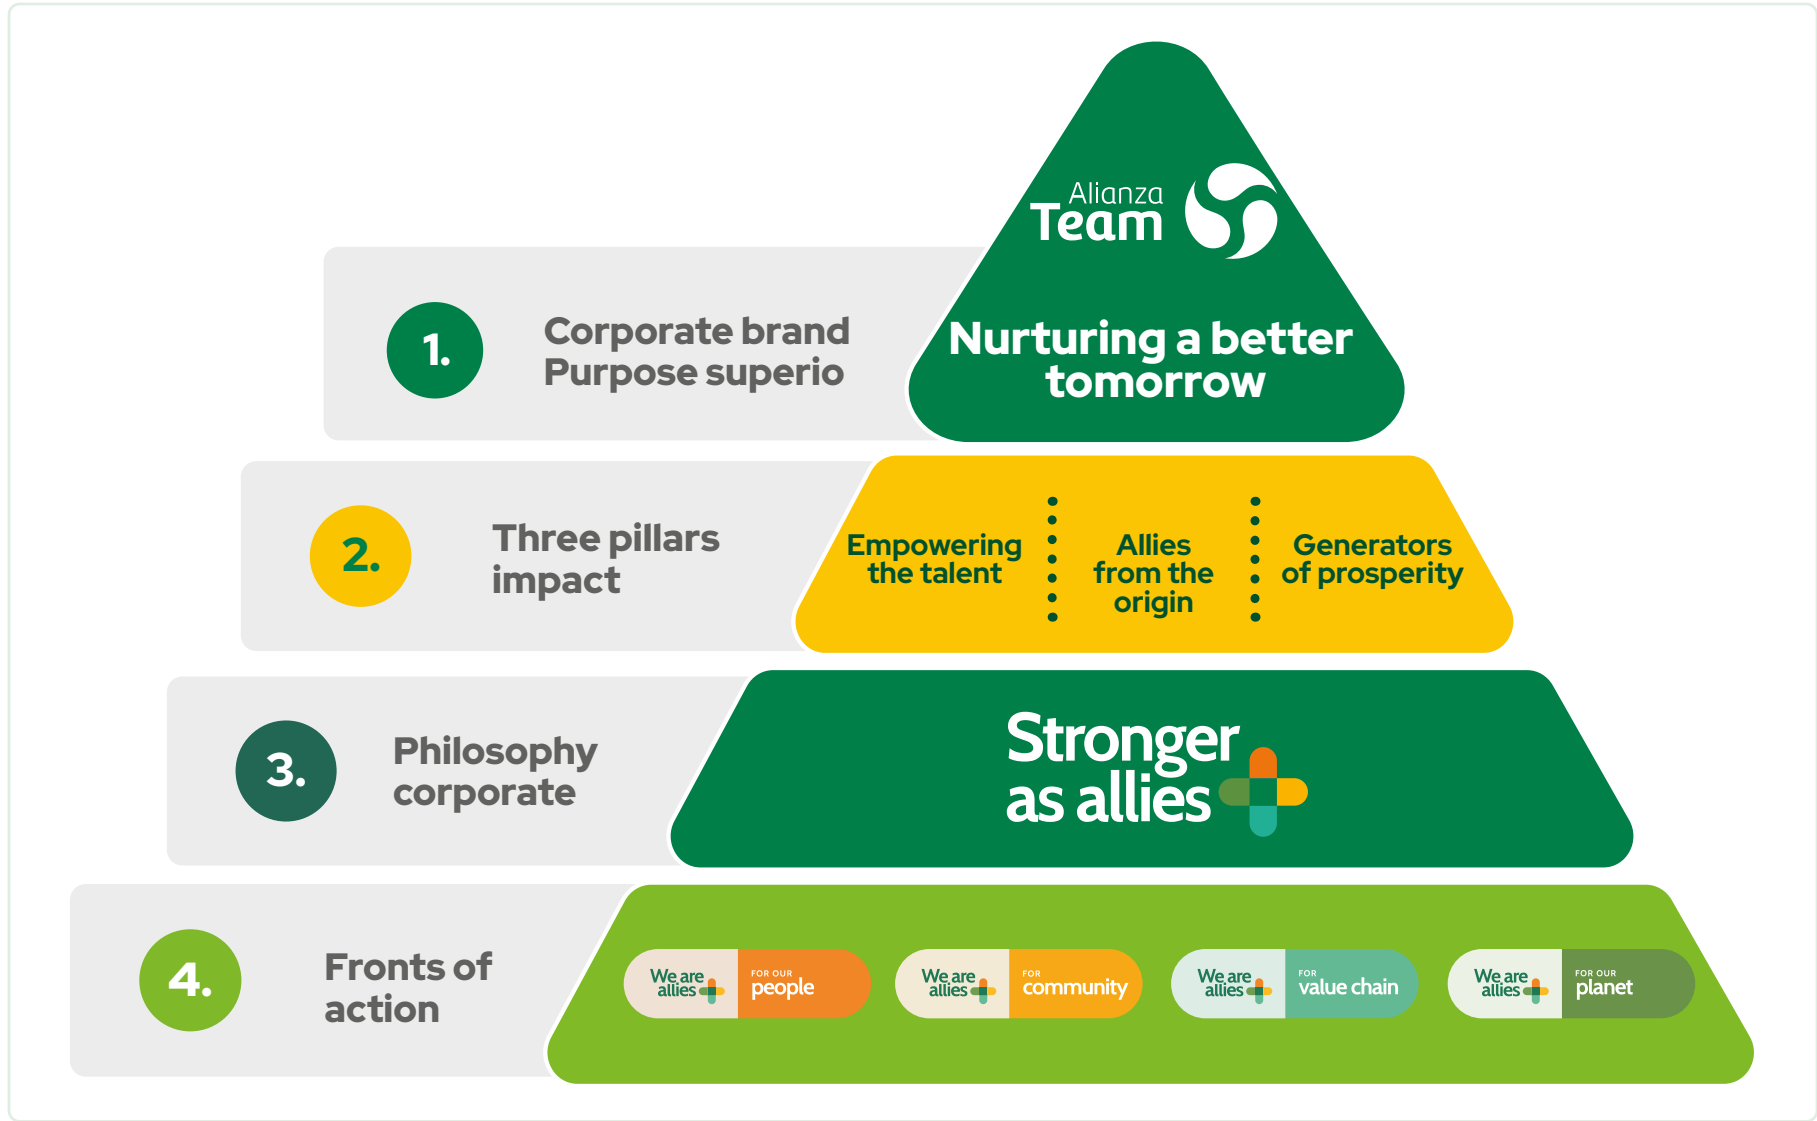 Alianza
Team
1.
Corporate brand
Purpose superio
Nurturing a better
tomorrow
2.
Three pillars
impact
Empowering
the talent
Allies
from the
origin
Generators
of prosperity
3.
Philosophy
corporate
Stronger
as allies
4.
Fronts of
action
We are
allies
FOR OUR
people
We are
allies
FOR
community
We are
allies
FOR
value chain
We are
allies
FOR OUR
planet